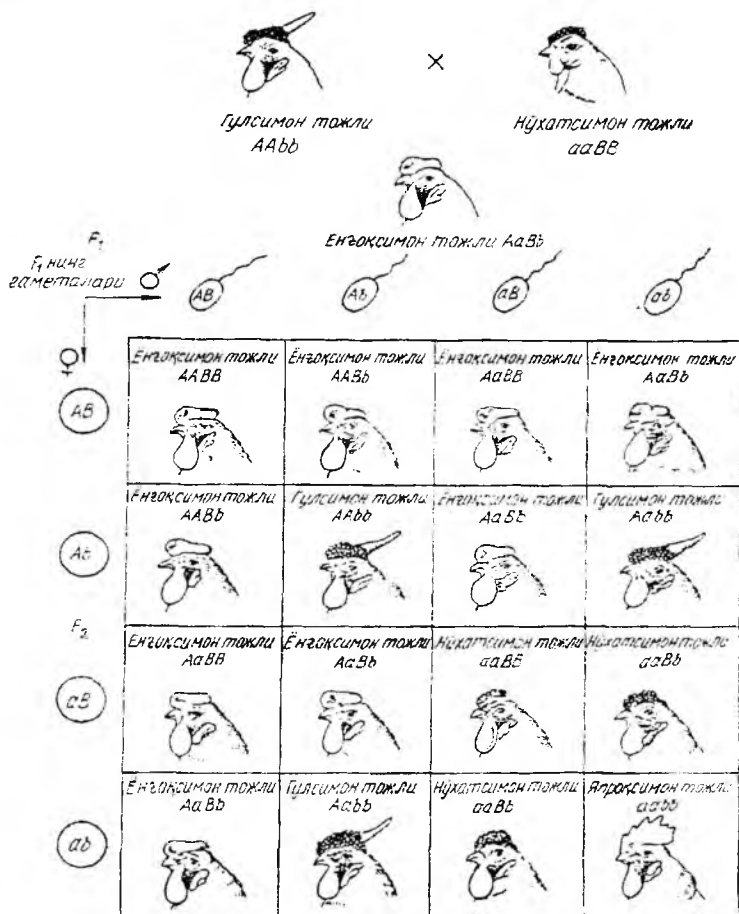 ×
Гулсимон тожли
AAbb
Нўхатсимон тожли
aaBB
Ёнғоқсимон тожли AaBb
F₁
F₁ нинг
гаметалари ♂
♀
AB Ab aB ab
AB
Ёнғоқсимон тожли
AABB
Ёнғоқсимон тожли
AABb
Ёнғоқсимон тожли
AaBB
Ёнғоқсимон тожли
AaBb
Ab
Ёнғоқсимон тожли
AABb
Гулсимон тожли
AAbb
Ёнғоқсимон тожли
AaBb
Гулсимон тожли
Aabb
F₂
aB
Ёнғоқсимон тожли
AaBB
Ёнғоқсимон тожли
AaBb
Нўхатсимон тожли
aaBB
Нўхатсимон тожли
aaBb
ab
Ёнғоқсимон тожли
AaBb
Гулсимон тожли
Aabb
Нўхатсимон тожли
aaBb
Япроқсимон тожли
aabb